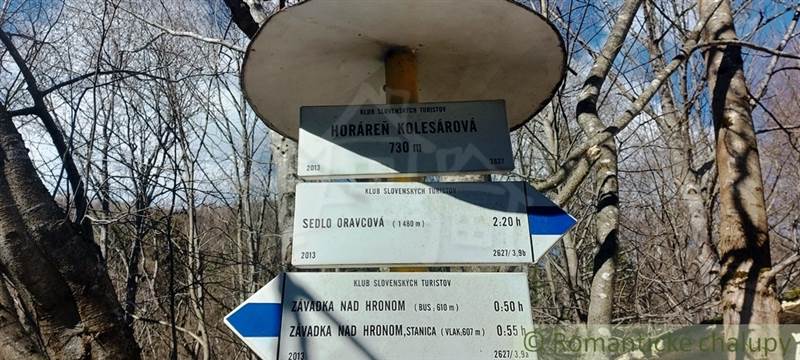 KLUB SLOVENSKÝCH TURISTOV
HORÁREŇ KOLESÁROVÁ
730 m
2013 2627
KLUB SLOVENSKÝCH TURISTOV
SEDLO ORAVCOVÁ (1480 m) 2:20 h
2013 2627/3,9b
KLUB SLOVENSKÝCH TURISTOV
ZÁVADKA NAD HRONOM (BUS, 610 m) 0:50 h
ZÁVADKA NAD HRONOM, STANICA (VLAK, 607 m) 0:55 h
2013 2627/3,9a
© Romantické chalupy